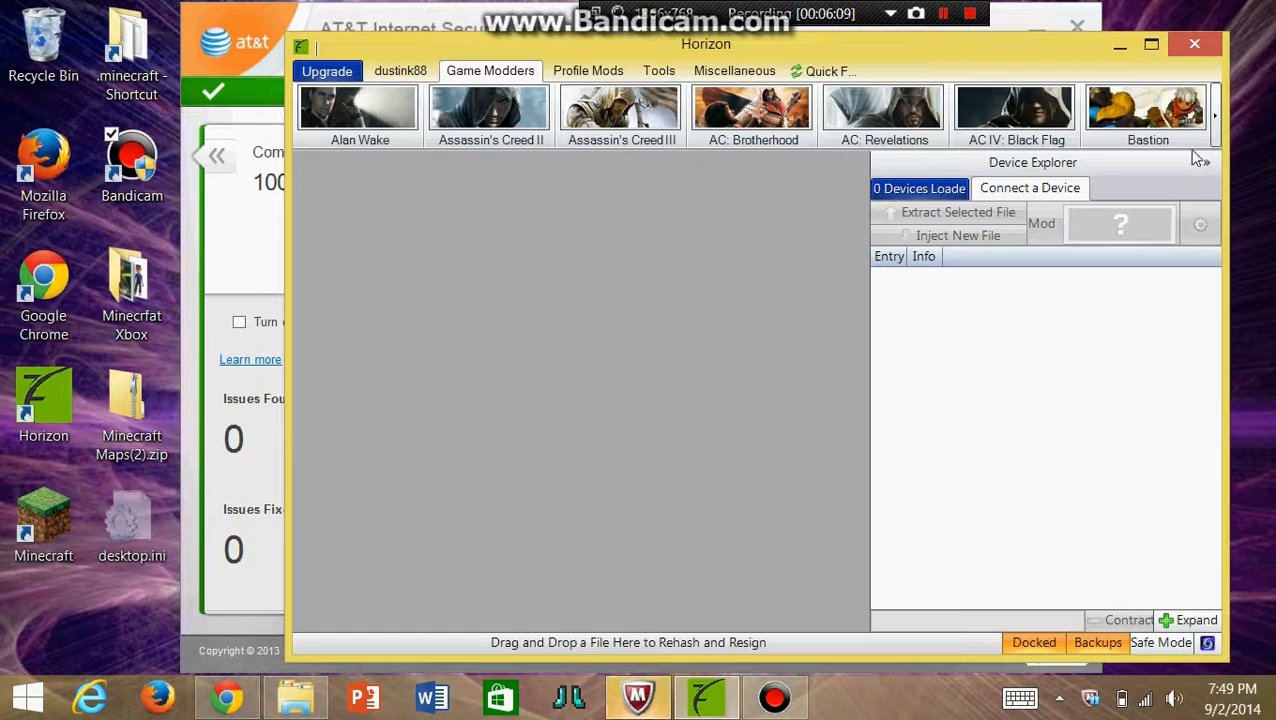 www.Bandicam.com
Recording [00:06:09]
AT&T Internet Secu
at&t
Horizon
Upgrade
dustink88
Game Modders
Profile Mods
Tools
Miscellaneous
Quick F...
Alan Wake
Assassin's Creed II
Assassin's Creed III
AC: Brotherhood
AC: Revelations
AC IV: Black Flag
Bastion
Device Explorer
0 Devices Loade
Connect a Device
Extract Selected File
Inject New File
Mod
?
Entry
Info
Contract
Expand
Drag and Drop a File Here to Rehash and Resign
Docked
Backups
Safe Mode
Com
100
Turn
Learn more
Issues Fou
0
Issues Fix
0
Copyright © 2013
Recycle Bin
.minecraft -
Shortcut
Mozilla
Firefox
Bandicam
Google
Chrome
Minecrfat
Xbox
Horizon
Minecraft
Maps(2).zip
Minecraft
desktop.ini
7:49 PM
9/2/2014